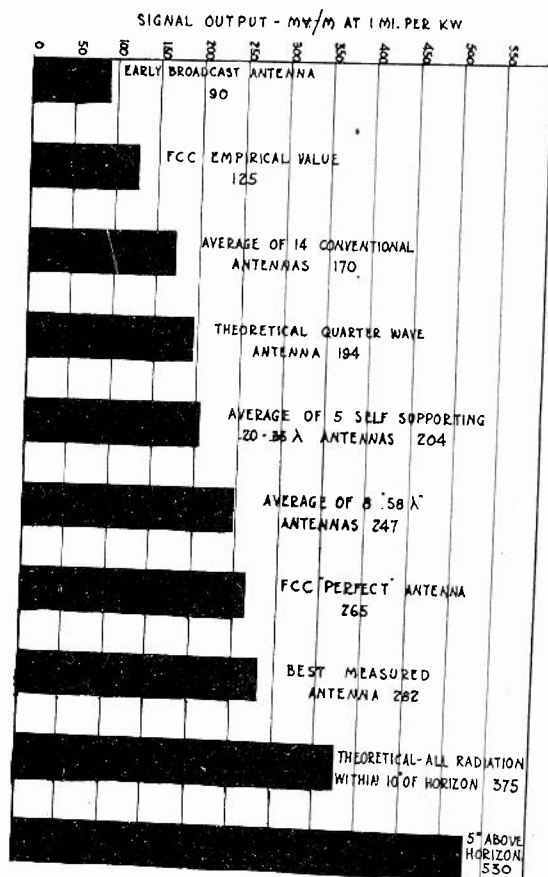 SIGNAL OUTPUT - MV/M AT 1 MI. PER KW
0 50 100 150 200 250 300 350 400 450 500 550
EARLY BROADCAST ANTENNA
90
FCC EMPIRICAL VALUE
125
AVERAGE OF 14 CONVENTIONAL
ANTENNAS 170
THEORETICAL QUARTER WAVE
ANTENNA 194
AVERAGE OF 5 SELF SUPPORTING
.20-.35 λ ANTENNAS 204
AVERAGE OF 8 ".58 λ"
ANTENNAS 247
FCC "PERFECT" ANTENNA
265
BEST MEASURED
ANTENNA 282
THEORETICAL-ALL RADIATION
WITHIN 10° OF HORIZON 375
5° ABOVE
HORIZON
530